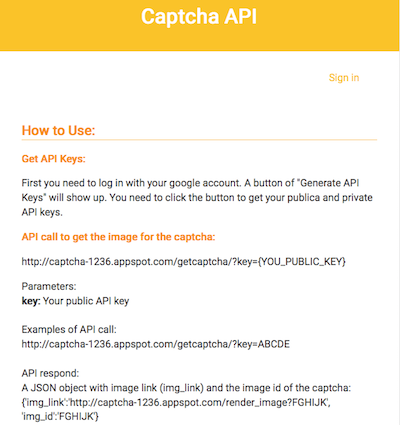 Captcha API
Sign in
How to Use:
Get API Keys:
First you need to log in with your google account. A button of "Generate API
Keys" will show up. You need to click the button to get your publica and private
API keys.
API call to get the image for the captcha:
http://captcha-1236.appspot.com/getcaptcha/?key={YOU_PUBLIC_KEY}
Parameters:
key: Your public API key
Examples of API call:
http://captcha-1236.appspot.com/getcaptcha/?key=ABCDE
API respond:
A JSON object with image link (img_link) and the image id of the captcha:
{'img_link':'http://captcha-1236.appspot.com/render_image?FGHIJK',
'img_id':'FGHIJK'}